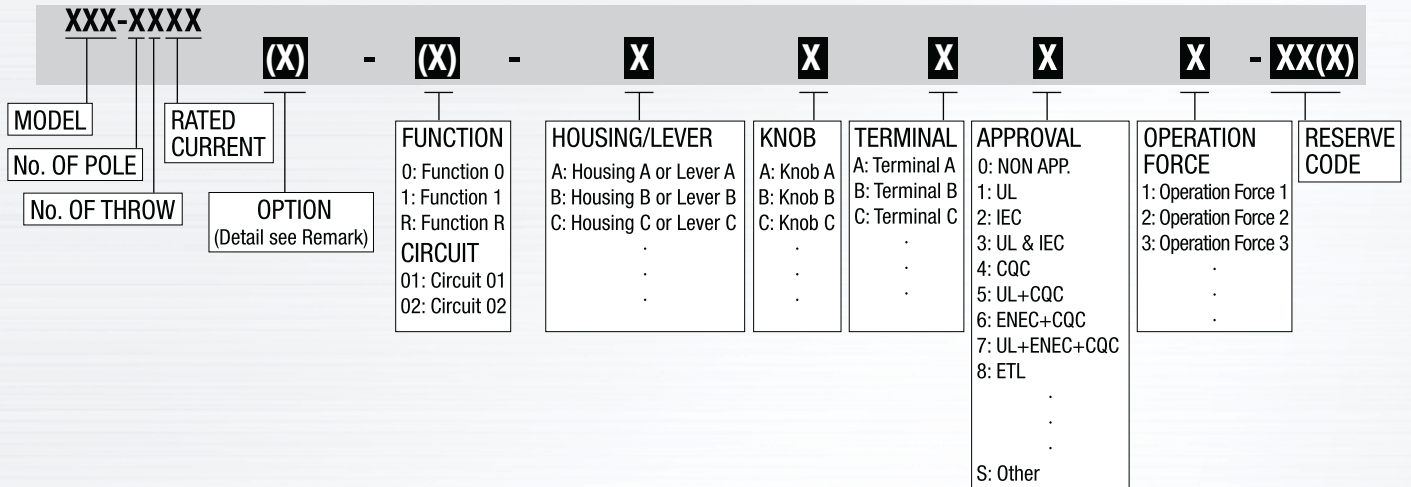 XXX-XXXX
(X) - (X) - X X X X X - XX(X)
MODEL
No. OF POLE
No. OF THROW
RATED
CURRENT
OPTION
(Detail see Remark)
FUNCTION
0: Function 0
1: Function 1
R: Function R
CIRCUIT
01: Circuit 01
02: Circuit 02
HOUSING/LEVER
A: Housing A or Lever A
B: Housing B or Lever B
C: Housing C or Lever C
.
.
.
KNOB
A: Knob A
B: Knob B
C: Knob C
.
.
.
TERMINAL
A: Terminal A
B: Terminal B
C: Terminal C
.
.
.
APPROVAL
0: NON APP.
1: UL
2: IEC
3: UL & IEC
4: CQC
5: UL+CQC
6: ENEC+CQC
7: UL+ENEC+CQC
8: ETL
.
.
.
S: Other
OPERATION
FORCE
1: Operation Force 1
2: Operation Force 2
3: Operation Force 3
.
.
.
RESERVE
CODE